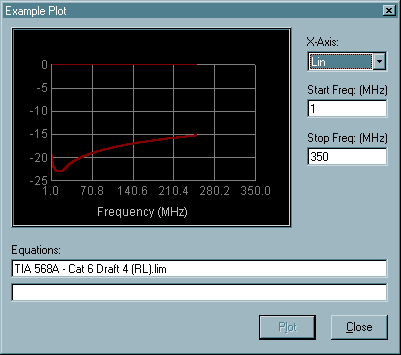 Example Plot
X-Axis:
Lin
Start Freq: (MHz)
1
Stop Freq: (MHz)
350
0
-5
-10
-15
-20
-25
1.0 70.8 140.6 210.4 280.2 350.0
Frequency (MHz)
Equations:
TIA 568A - Cat 6 Draft 4 (RL).lim
Plot Close